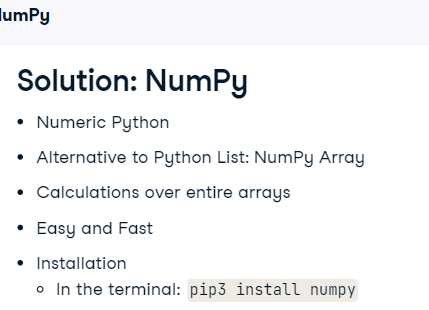 umPy
Solution: NumPy
• Numeric Python
• Alternative to Python List: NumPy Array
• Calculations over entire arrays
• Easy and Fast
• Installation
○ In the terminal: pip3 install numpy